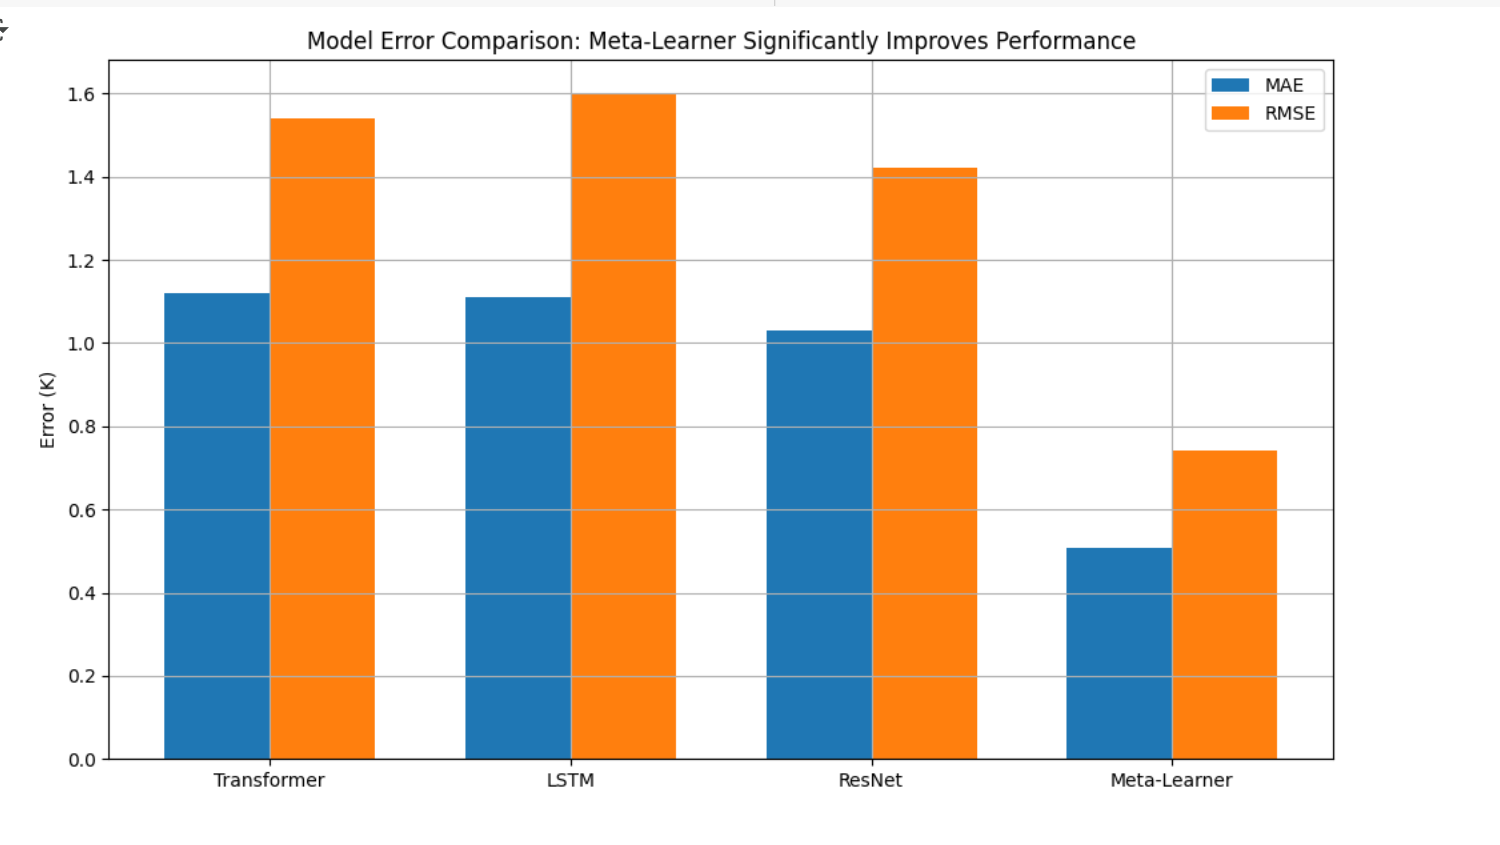 Model Error Comparison: Meta-Learner Significantly Improves Performance
MAE
RMSE
1.6
1.4
1.2
1.0
0.8
0.6
0.4
0.2
0.0
Error (K)
Transformer LSTM ResNet Meta-Learner